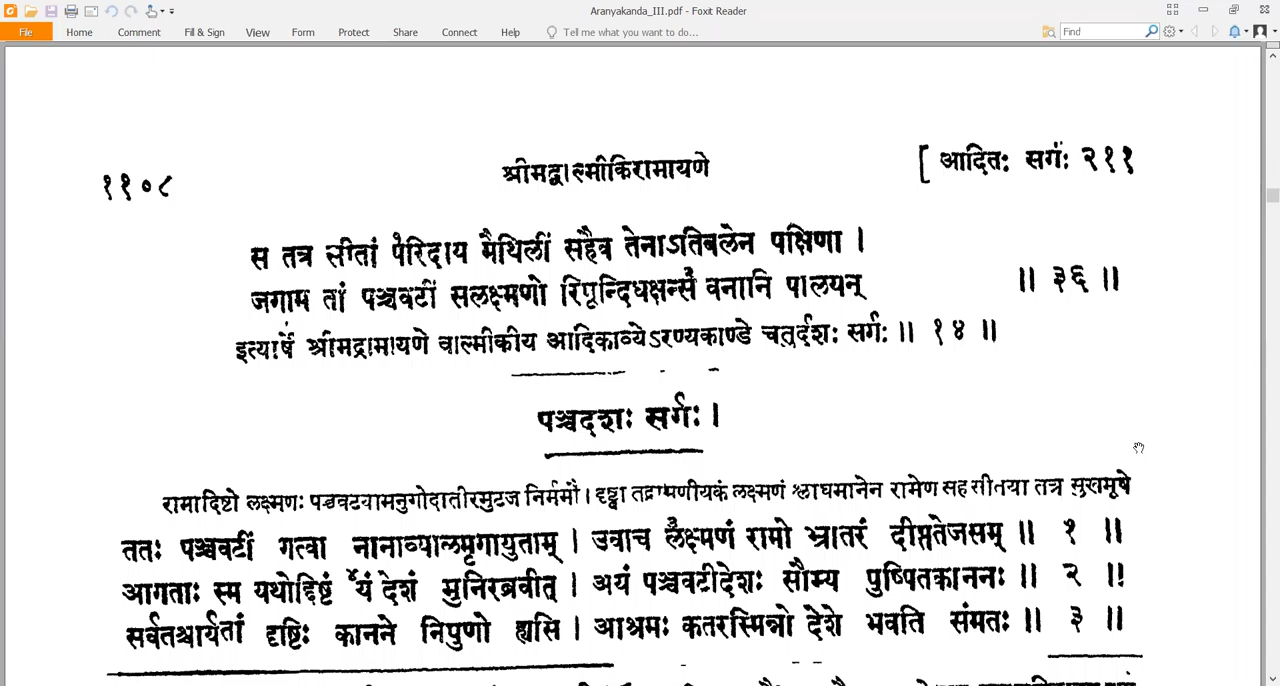 Aranyakanda_III.pdf - Foxit Reader
File Home Comment Fill & Sign View Form Protect Share Connect Help Tell me what you want to do... Find
११०८ श्रीमद्वाल्मीकिरामायणे [ आदितः सर्गः २११
स तत्र सीतां परिदाय मैथिलीं सहैव तेनाऽतिबलेन पक्षिणा ।
जगाम तां पञ्चवटीं सलक्ष्मणो रिपून्दिधक्षन्स वनानि पालयन् ॥ ३६ ॥
इत्यार्षे श्रीमद्रामायणे वाल्मीकीय आदिकाव्येऽरण्यकाण्डे चतुर्दशः सर्गः ॥ १४ ॥
पञ्चदशः सर्गः ।
रामादिष्टो लक्ष्मणः पञ्चवटयामनुगोदातीरमुटज निर्ममौ । दृष्ट्वा तद्रामणीयकं लक्ष्मणं श्लाघमानेन रामेण सह सीतया तत्र सुखमूषे
ततः पञ्चवटीं गत्वा नानाव्यालमृगायुताम् । उवाच लक्ष्मणं रामो भ्रातरं दीप्ततेजसम् ॥ १ ॥
आगताः स्म यथोद्दिष्टं यं देशं मुनिरब्रवीत् । अयं पञ्चवटीदेशः सौम्य पुष्पितकाननः ॥ २ ॥
सर्वतश्चार्यतां दृष्टिः कानने निपुणो ह्यसि । आश्रमः कतरस्मिन्नो देशे भवति संमतः ॥ ३ ॥